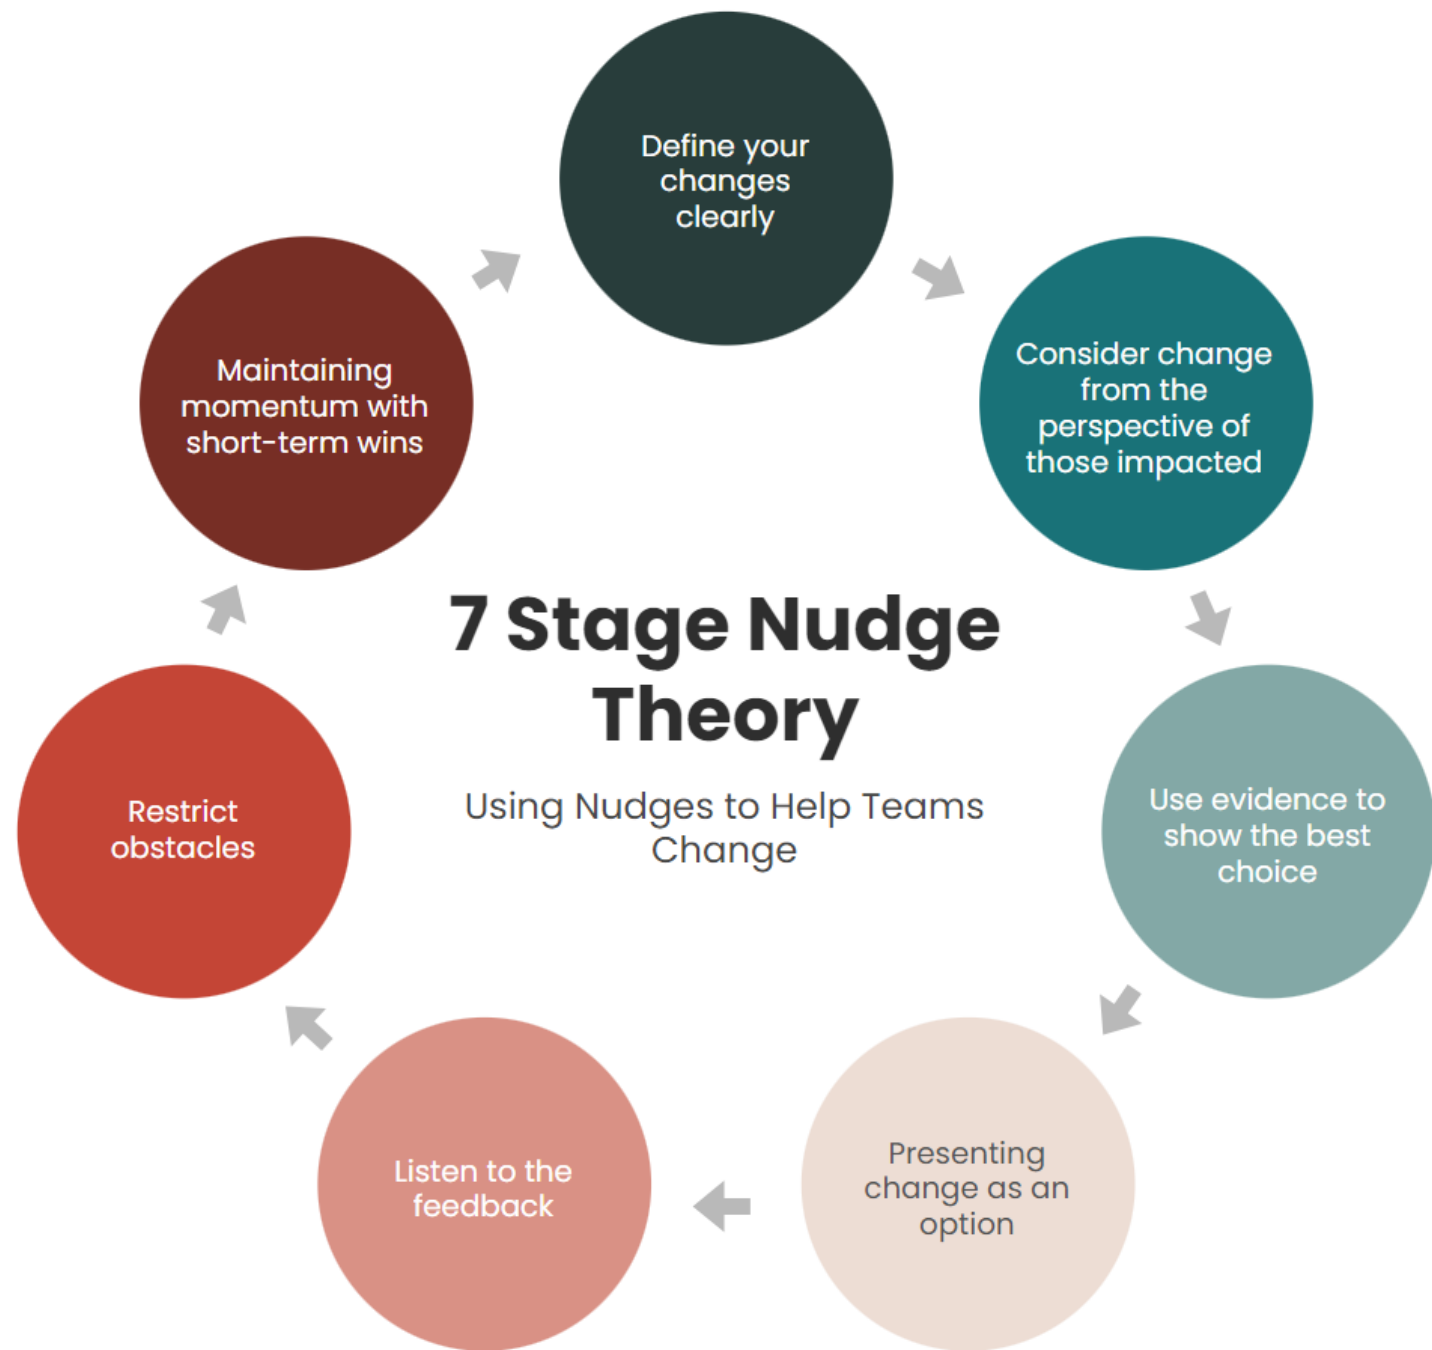 Define your
changes
clearly
Consider change
from the
perspective of
those impacted
Use evidence to
show the best
choice
Presenting
change as an
option
Listen to the
feedback
Restrict
obstacles
Maintaining
momentum with
short-term wins
7 Stage Nudge
Theory
Using Nudges to Help Teams
Change